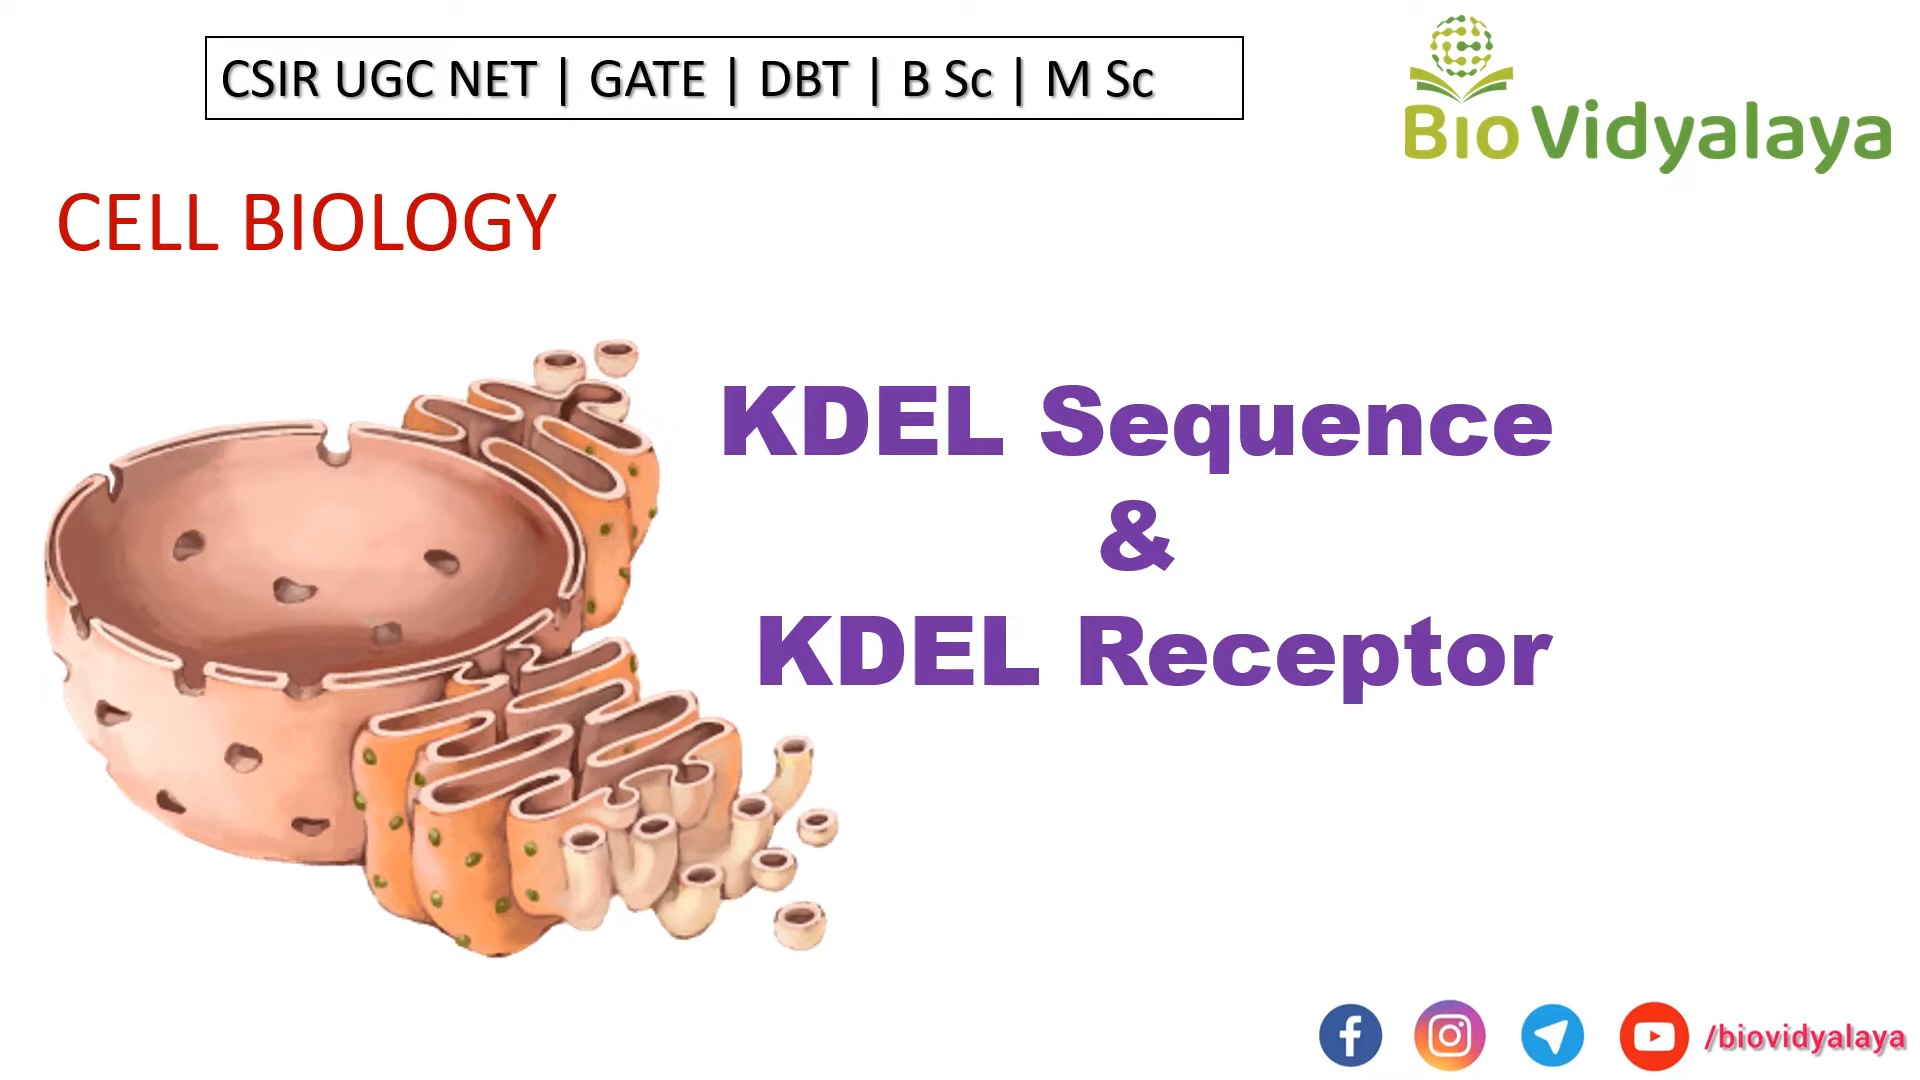 CSIR UGC NET | GATE | DBT | B Sc | M Sc
Bio Vidyalaya
CELL BIOLOGY
KDEL Sequence
&
KDEL Receptor
/biovidyalaya